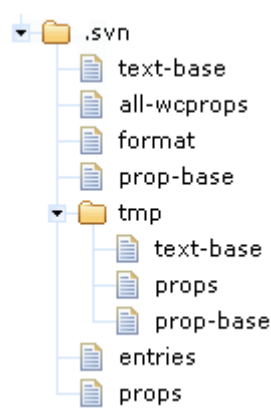 .svn
text-base
all-wcprops
format
prop-base
tmp
text-base
props
prop-base
entries
props